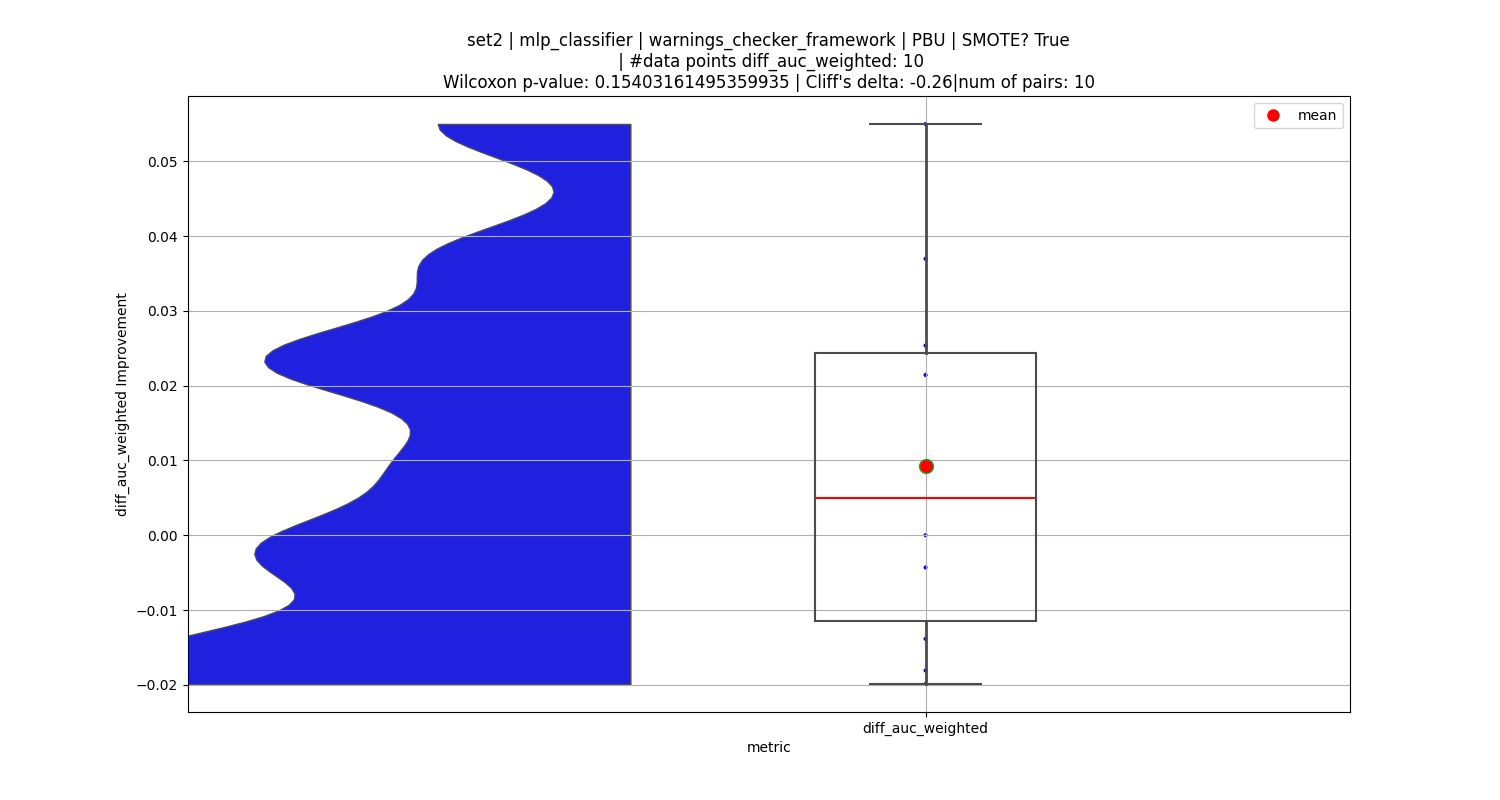 set2 | mlp_classifier | warnings_checker_framework | PBU | SMOTE? True
| #data points diff_auc_weighted: 10
Wilcoxon p-value: 0.15403161495359935 | Cliff's delta: -0.26|num of pairs: 10
mean
0.05
0.04
0.03
0.02
0.01
0.00
−0.01
−0.02
diff_auc_weighted Improvement
diff_auc_weighted
metric